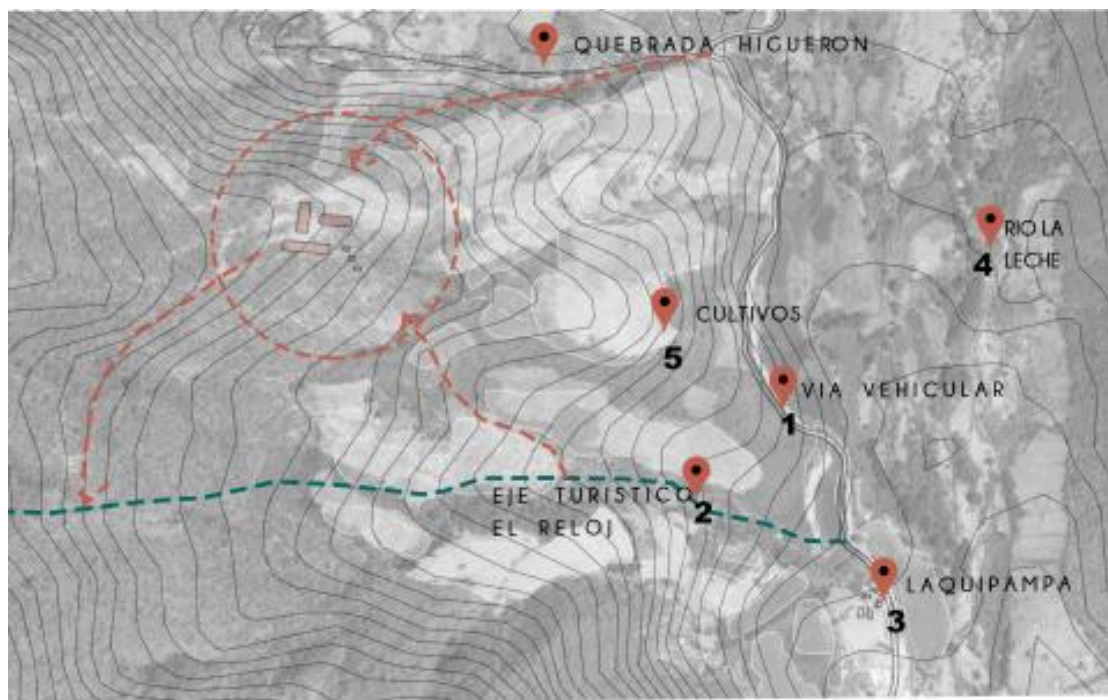 QUEBRADA HIGUERON
RIO LA
4 LECHE
CULTIVOS
5
VIA VEHICULAR
1
EJE TURISTICO
2
EL RELOJ
LAQUIPAMPA
3